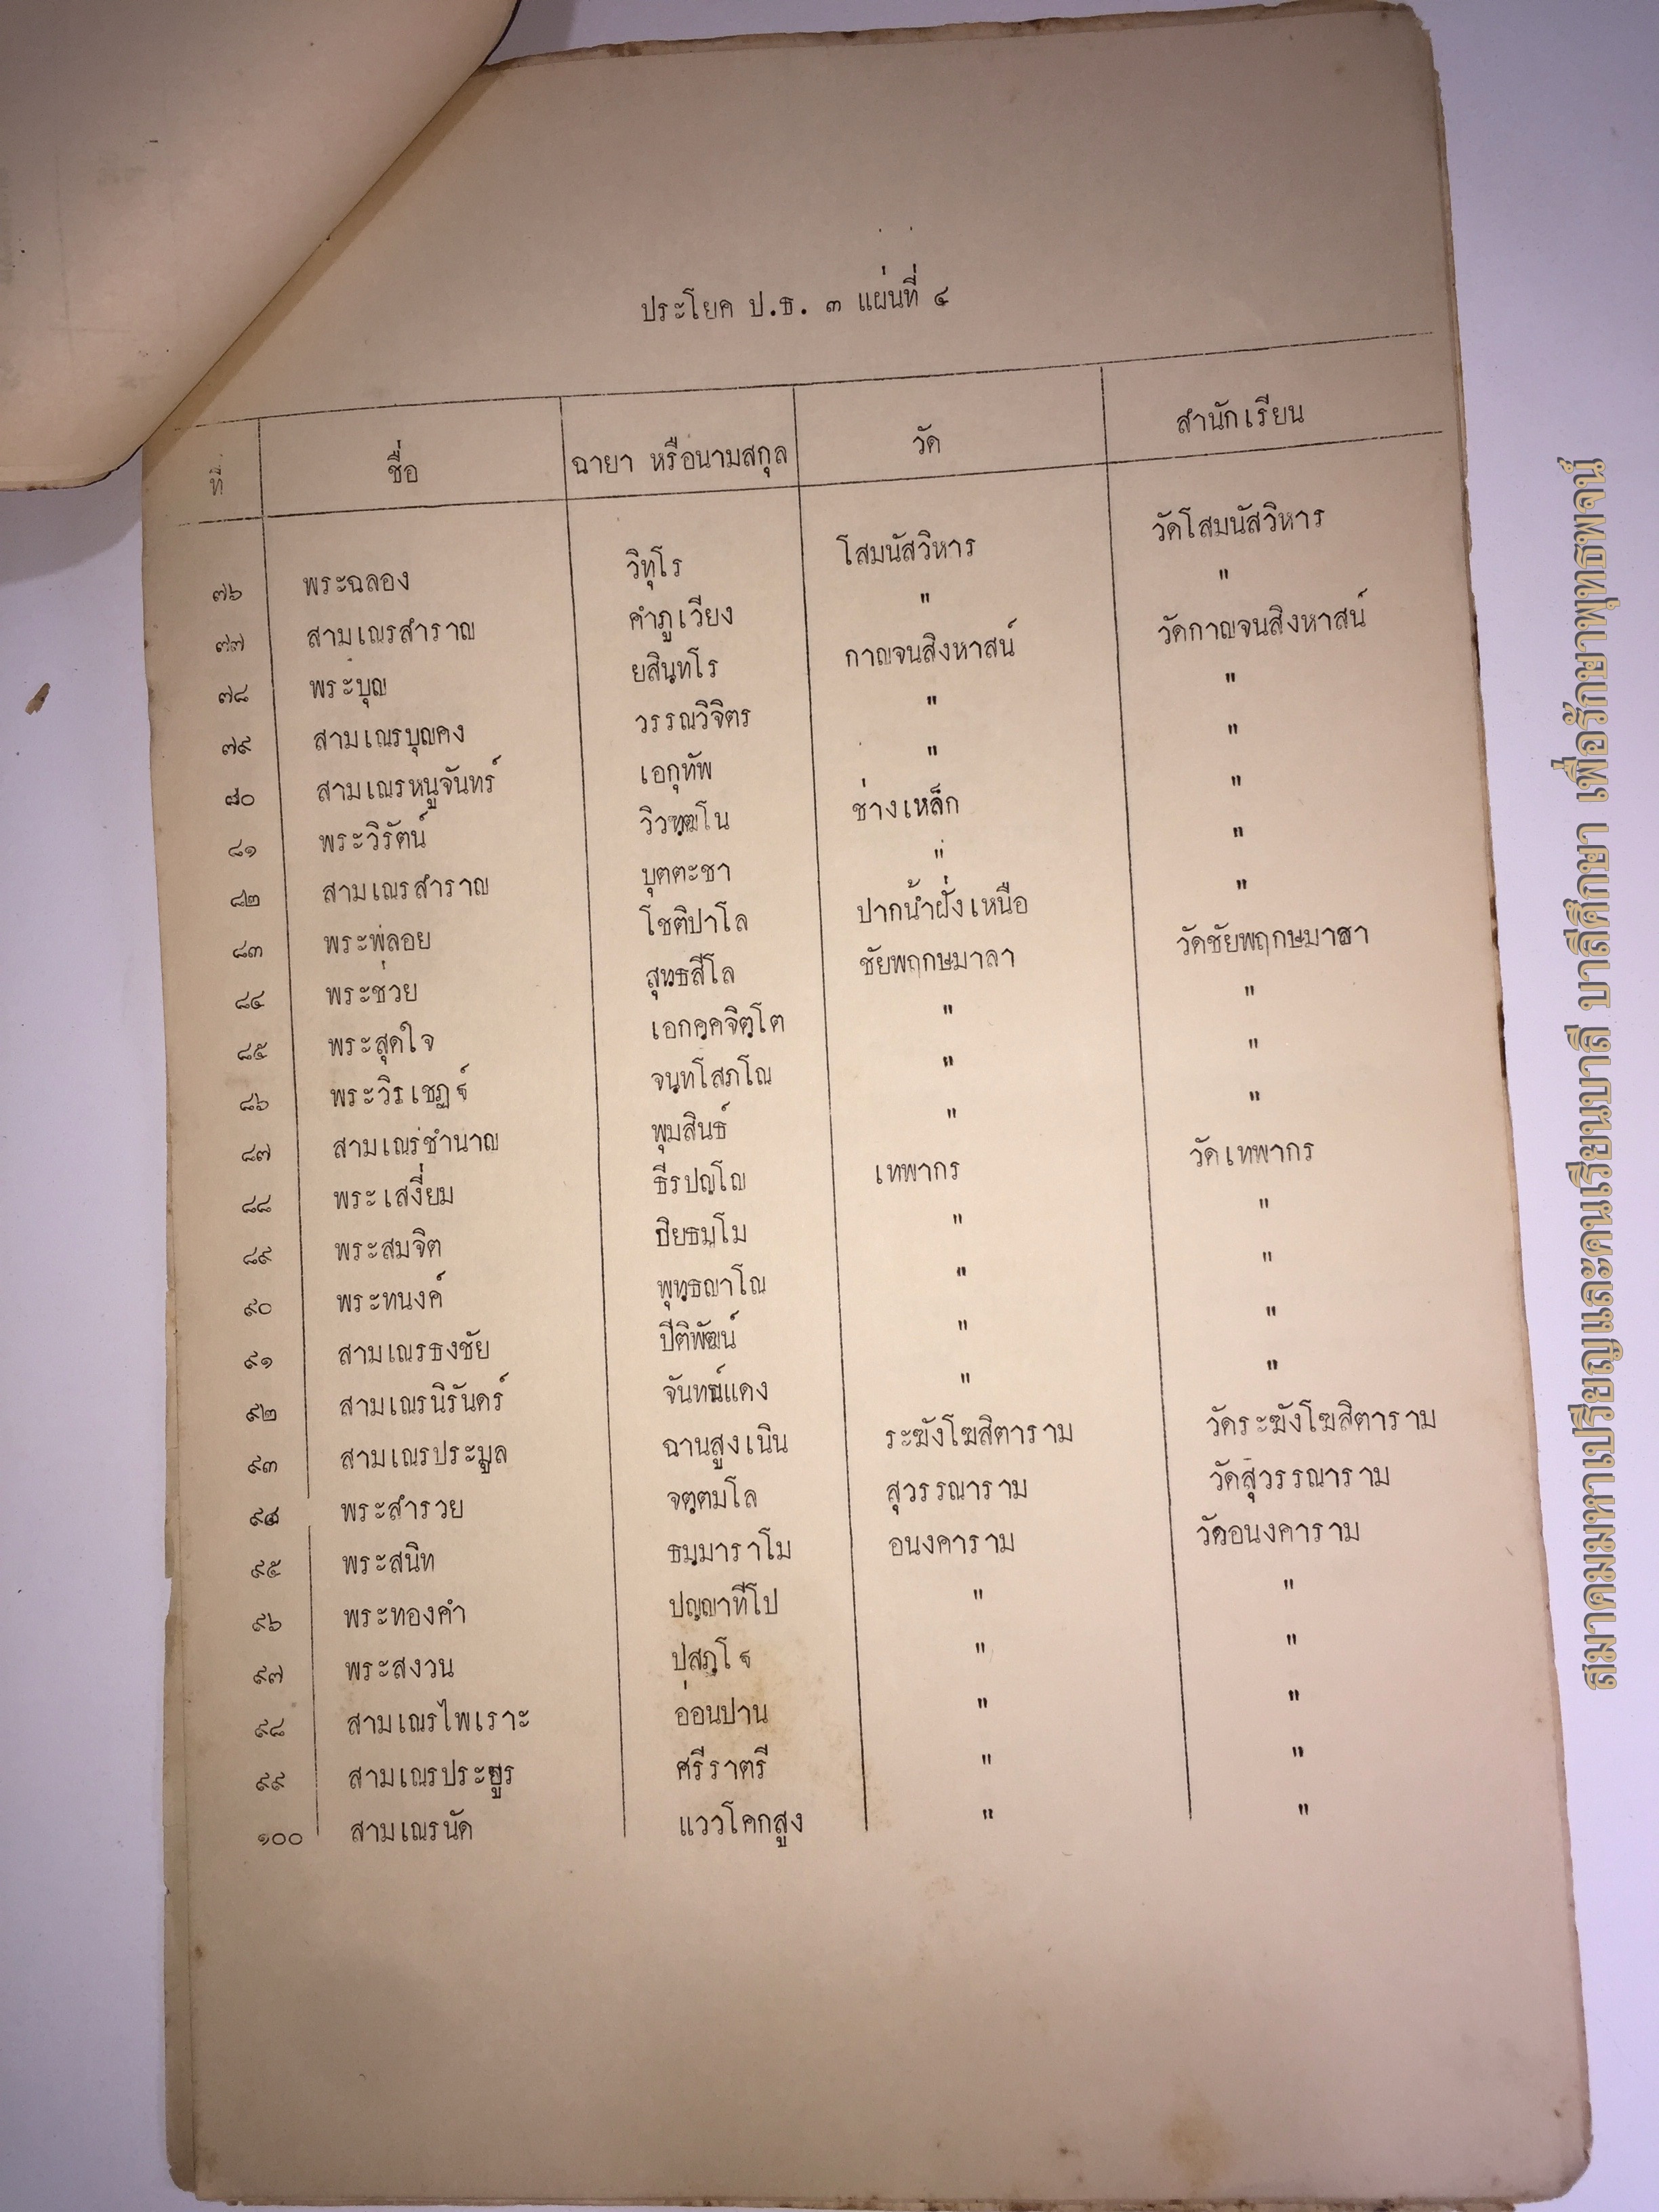 ประโยค ป.ธ. ๓ แผ่นที่ ๔
ที่ ชื่อ ฉายา หรือนามสกุล วัด สำนักเรียน
๗๖ พระฉลอง วิทุโร โสมนัสวิหาร วัดโสมนัสวิหาร
๗๗ สามเณรสำราญ คำภูเวียง " "
๗๘ พระบุญ ยสินฺทโร กาญจนสิงหาสน์ วัดกาญจนสิงหาสน์
๗๙ สามเณรบุญคง วรรณวิจิตร " "
๘๐ สามเณรหนูจันทร์ เอกุทัพ " "
๘๑ พระวิรัตน์ วิวฑฺฒโน ช่างเหล็ก "
๘๒ สามเณรสำราญ บุตตะชา " "
๘๓ พระพลอย โชติปาโล ปากน้ำฝั่งเหนือ "
๘๔ พระช่วย สุทฺธสีโล ชัยพฤกษมาลา วัดชัยพฤกษมาลา
๘๕ พระสุดใจ เอกคฺคจิตฺโต " "
๘๖ พระวิรเชฏฐ์ จนฺทโสภโณ " "
๘๗ สามเณรชำนาญ พุมสินธ์ " "
๘๘ พระเสงี่ยม ธีรปญฺโญ เทพากร วัดเทพากร
๘๙ พระสมจิต ปิยธมฺโม " "
๙๐ พระทนงค์ พุทฺธญาโณ " "
๙๑ สามเณรธงชัย ปีติพัฒน์ " "
๙๒ สามเณรนิรันดร์ จันทน์แดง " "
๙๓ สามเณรประมูล ฉานสูงเนิน ระฆังโฆสิตาราม วัดระฆังโฆสิตาราม
๙๔ พระสำรวย จตฺตมโล สุวรรณาราม วัดสุวรรณาราม
๙๕ พระสนิท ธมฺมาราโม อนงคาราม วัดอนงคาราม
๙๖ พระทองคำ ปญฺญาทีโป " "
๙๗ พระสงวน " "
๙๘ สามเณรไพเราะ อ่อนปาน " "
๙๙ สามเณรประยูร ศรีราตรี " "
๑๐๐ สามเณรนัด แววโคกสูง " "
สมาคมมหาเปรียญและคนเรียนบาลี บาลีศึกษา เพื่อรักษาพุทธพจน์